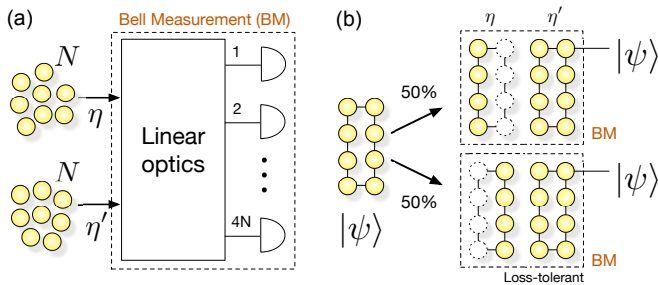 (a)
Bell Measurement (BM)
N
η
N
η′
Linear
optics
1
2
4N
(b)
η
η′
|ψ⟩
50%
50%
|ψ⟩
BM
|ψ⟩
BM
Loss-tolerant